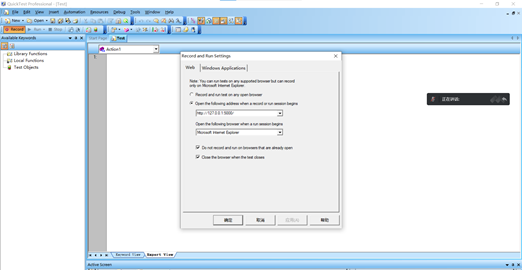 QuickTest Professional - [Test]
File Edit View Insert Automation Resources Debug Tools Window Help
New Open
Record Run Stop
Available Keywords
Start Page Test
Library Functions
Local Functions
Test Objects
Action1
1
Record and Run Settings
Web Windows Applications
Note: You can run tests on any supported browser but can record
only on Microsoft Internet Explorer
Record and run test on any open browser
Open the following address when a record or run session begins
http://127.0.0.1:8000/
Open the following browser when a run session begins
Microsoft Internet Explorer
Do not record and run on browsers that are already open
Close the browser when the test closes
确定 取消 应用(A) 帮助
正在讲话:
Keyword View Expert View
Active Screen